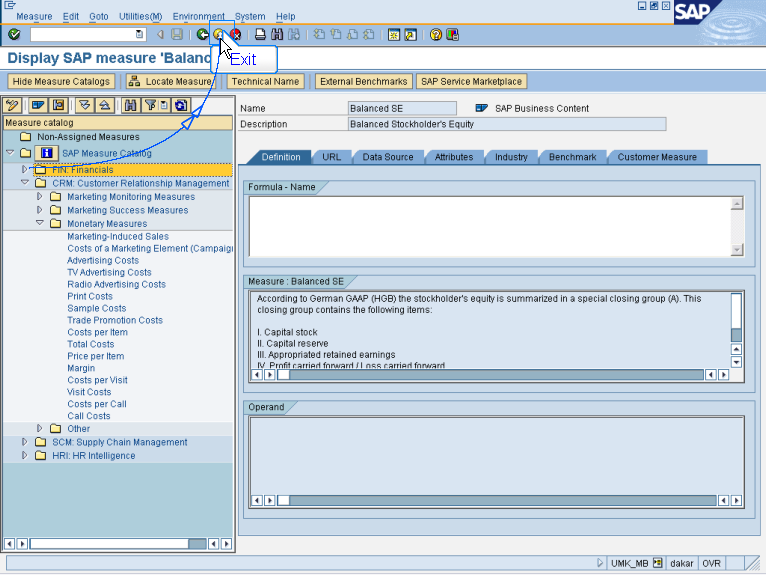 Measure Edit Goto Utilities(M) Environment System Help
SAP
Display SAP measure 'Balanc
Exit
Hide Measure Catalogs Locate Measure Technical Name External Benchmarks SAP Service Marketplace
Measure catalog
Non-Assigned Measures
SAP Measure Catalog
FIN: Financials
CRM: Customer Relationship Management
Marketing Monitoring Measures
Marketing Success Measures
Monetary Measures
Marketing-Induced Sales
Costs of a Marketing Element (Campaign
Advertising Costs
TV Advertising Costs
Radio Advertising Costs
Print Costs
Sample Costs
Trade Promotion Costs
Costs per Item
Total Costs
Price per Item
Margin
Costs per Visit
Visit Costs
Costs per Call
Call Costs
Other
SCM: Supply Chain Management
HRI: HR Intelligence
Name Balanced SE SAP Business Content
Description Balanced Stockholder's Equity
Definition URL Data Source Attributes Industry Benchmark Customer Measure
Formula - Name
Measure : Balanced SE
According to German GAAP (HGB) the stockholder's equity is summarized in a special closing group (A). This
closing group contains the following items:
I. Capital stock
II. Capital reserve
III. Appropriated retained earnings
IV. Profit carried forward / Loss carried forward
Operand
UMK_MB dakar OVR